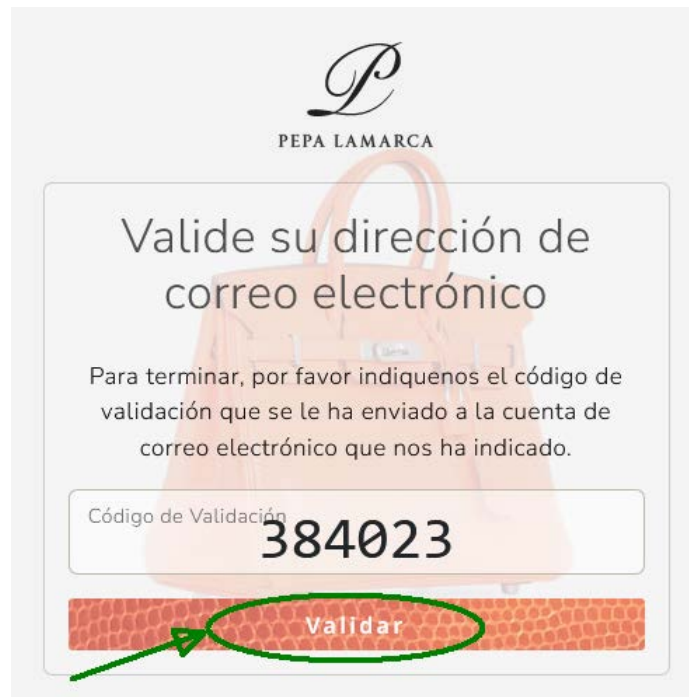 P
PEPA LAMARCA
Valide su dirección de
correo electrónico
Para terminar, por favor indiquenos el código de
validación que se le ha enviado a la cuenta de
correo electrónico que nos ha indicado.
Código de Validación
384023
Validar